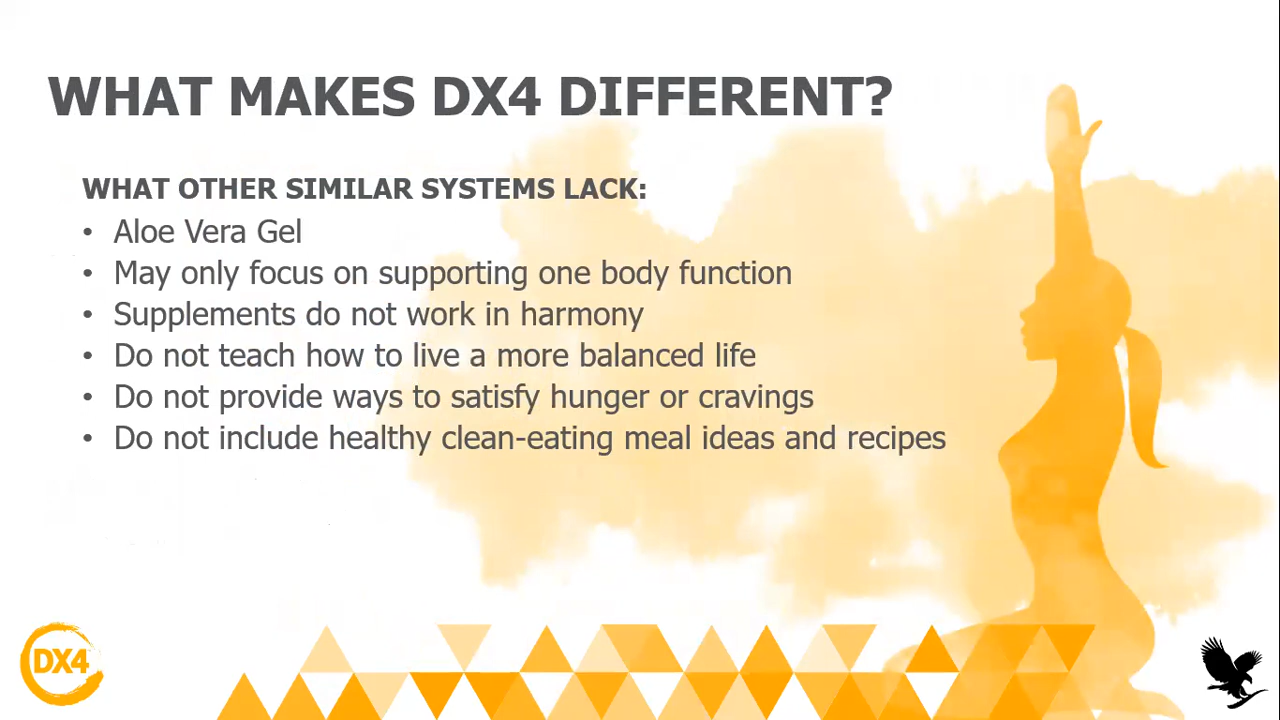 WHAT MAKES DX4 DIFFERENT?
WHAT OTHER SIMILAR SYSTEMS LACK:
• Aloe Vera Gel
• May only focus on supporting one body function
• Supplements do not work in harmony
• Do not teach how to live a more balanced life
• Do not provide ways to satisfy hunger or cravings
• Do not include healthy clean-eating meal ideas and recipes
DX4